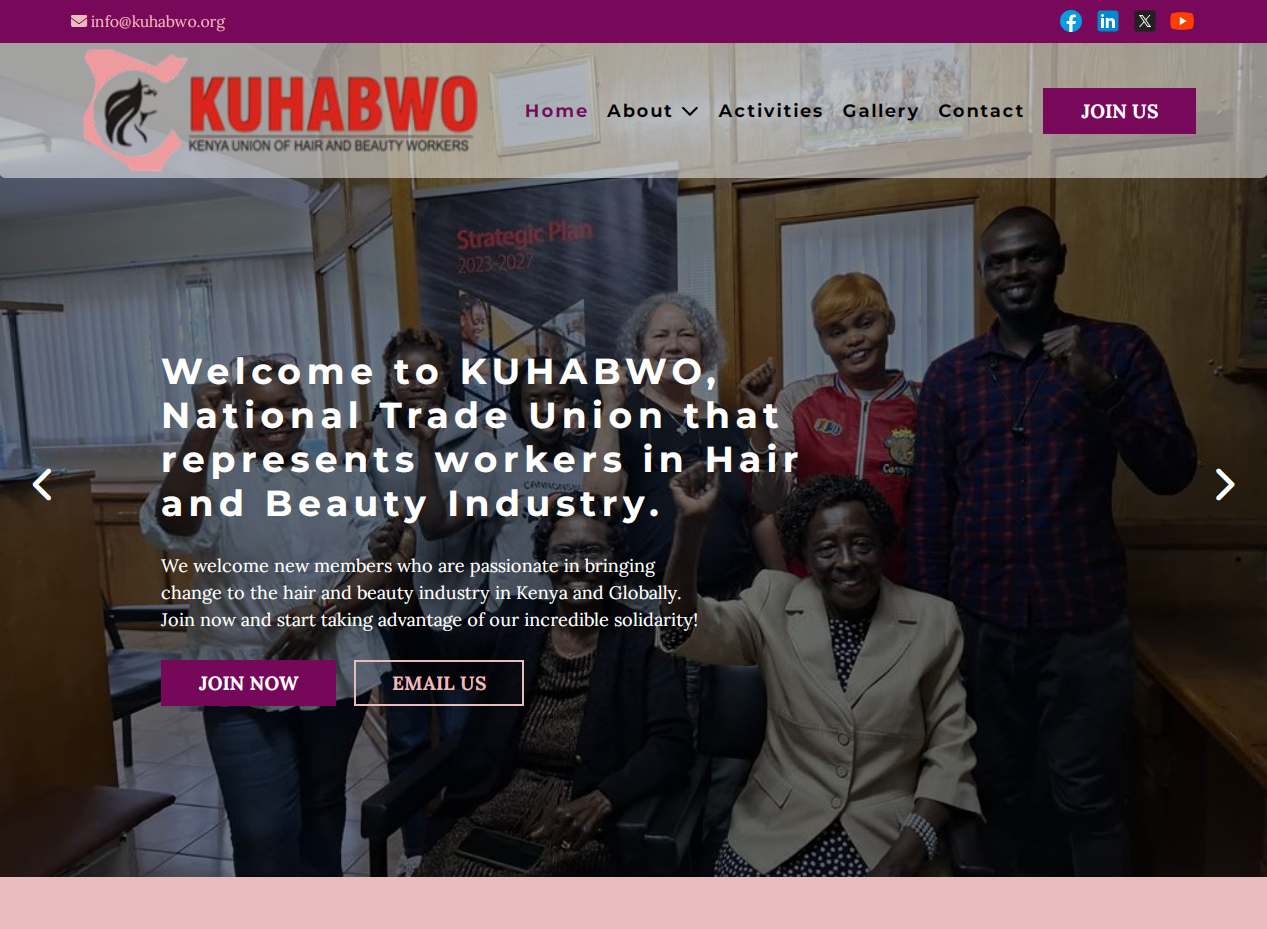 info@kuhabwo.org
KUHABWO
KENYA UNION OF HAIR AND BEAUTY WORKERS
Home About Activities Gallery Contact JOIN US
Strategic Plan
2023-2027
Welcome to KUHABWO,
National Trade Union that
represents workers in Hair
and Beauty Industry.
We welcome new members who are passionate in bringing
change to the hair and beauty industry in Kenya and Globally.
Join now and start taking advantage of our incredible solidarity!
JOIN NOW EMAIL US